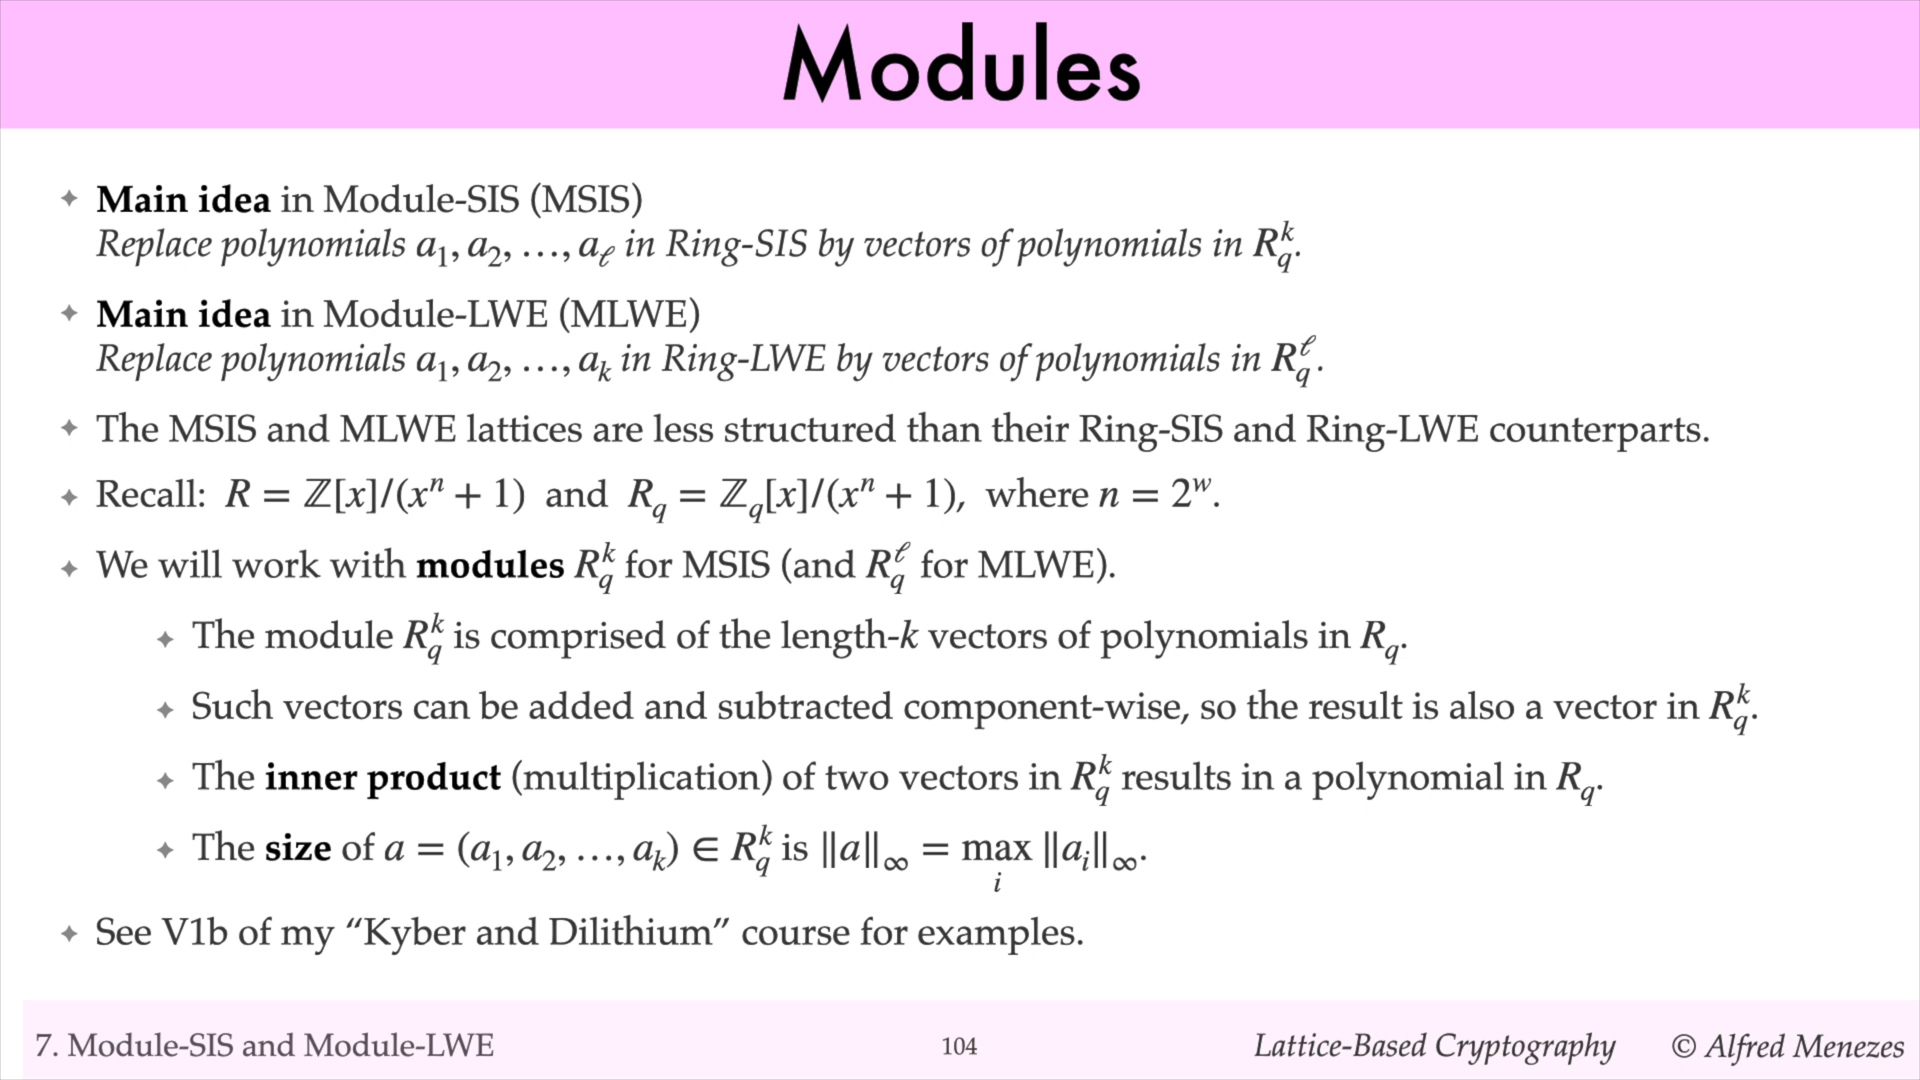 Modules
✦ Main idea in Module-SIS (MSIS)
Replace polynomials a₁, a₂, …, a_ℓ in Ring-SIS by vectors of polynomials in R_q^k.
✦ Main idea in Module-LWE (MLWE)
Replace polynomials a₁, a₂, …, a_k in Ring-LWE by vectors of polynomials in R_q^ℓ.
✦ The MSIS and MLWE lattices are less structured than their Ring-SIS and Ring-LWE counterparts.
✦ Recall: R = ℤ[x]/(x^n + 1) and R_q = ℤ_q[x]/(x^n + 1), where n = 2^w.
✦ We will work with modules R_q^k for MSIS (and R_q^ℓ for MLWE).
✦ The module R_q^k is comprised of the length-k vectors of polynomials in R_q.
✦ Such vectors can be added and subtracted component-wise, so the result is also a vector in R_q^k.
✦ The inner product (multiplication) of two vectors in R_q^k results in a polynomial in R_q.
✦ The size of a = (a₁, a₂, …, a_k) ∈ R_q^k is ‖a‖_∞ = max_i ‖a_i‖_∞.
✦ See V1b of my “Kyber and Dilithium” course for examples.
7. Module-SIS and Module-LWE 104 Lattice-Based Cryptography © Alfred Menezes